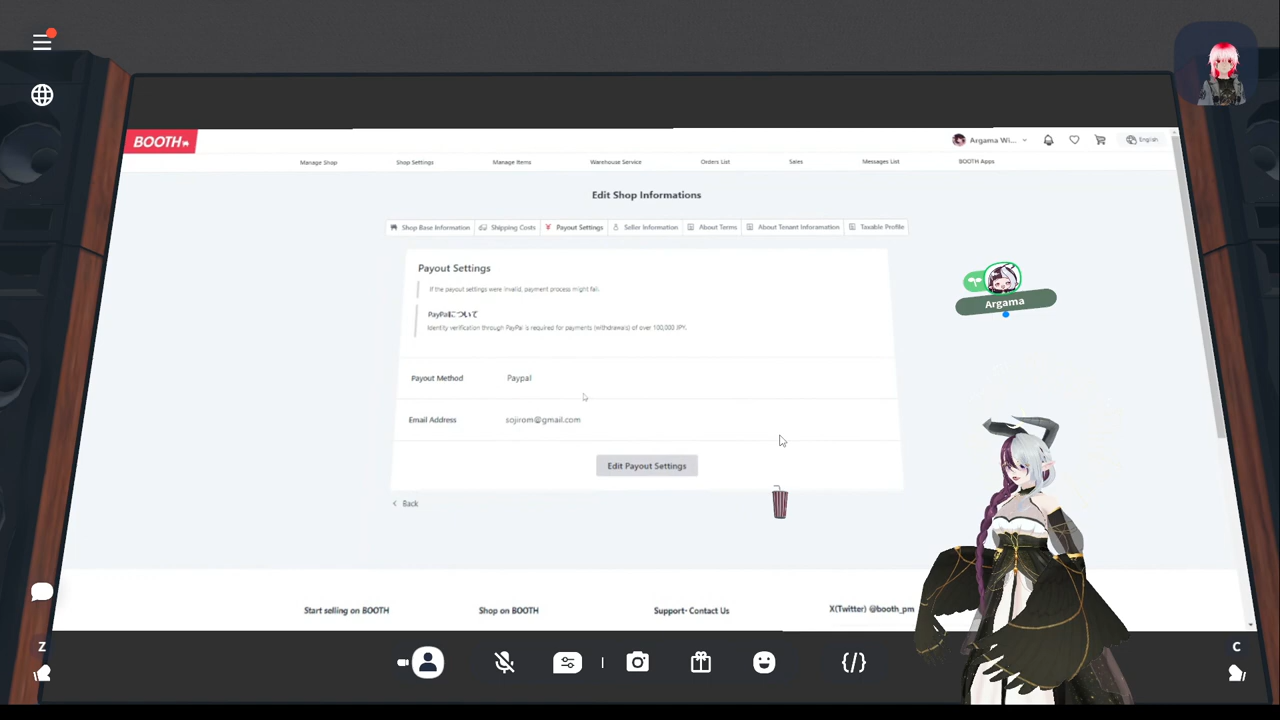 BOOTH
Argama Wi...
English
Manage Shop
Shop Settings
Manage Items
Warehouse Service
Orders List
Sales
Messages List
BOOTH Apps
Edit Shop Informations
Shop Base Information
Shipping Costs
Payout Settings
Seller Information
About Terms
About Tenant Information
Taxable Profile
Payout Settings
If the payout settings were invalid, payment process might fail.
PayPalについて
Identity verification through PayPal is required for payments (withdrawals) of over 100,000 JPY.
Argama
Payout Method Paypal
Email Address sojirom@gmail.com
Edit Payout Settings
Back
Start selling on BOOTH
Shop on BOOTH
Support・Contact Us
X(Twitter) @booth_pm
Z
C